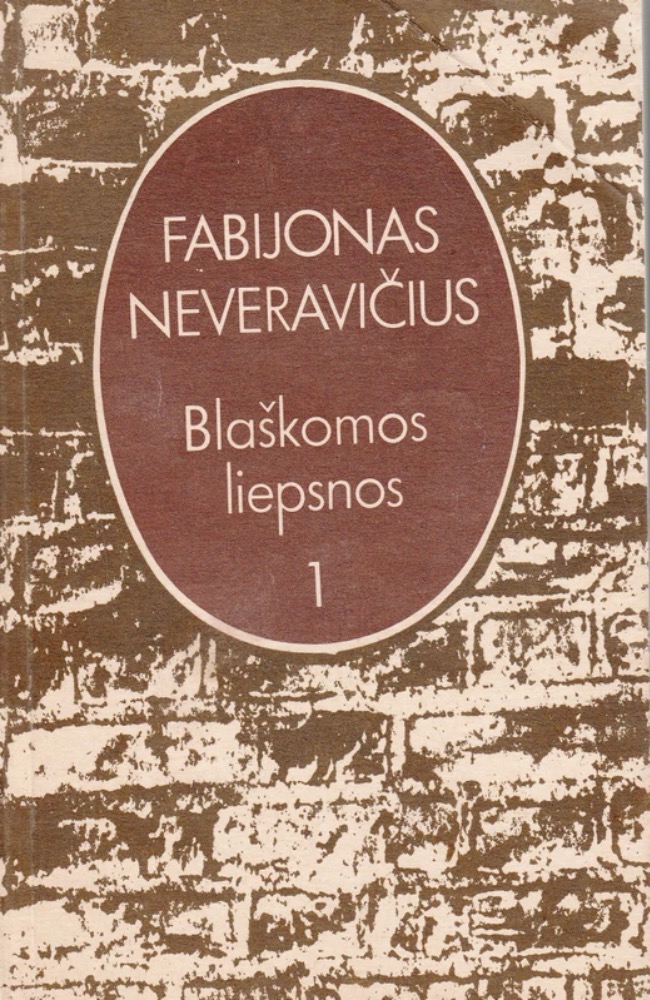 FABIJONAS
NEVERAVIČIUS
Blaškomos
liepsnos
1